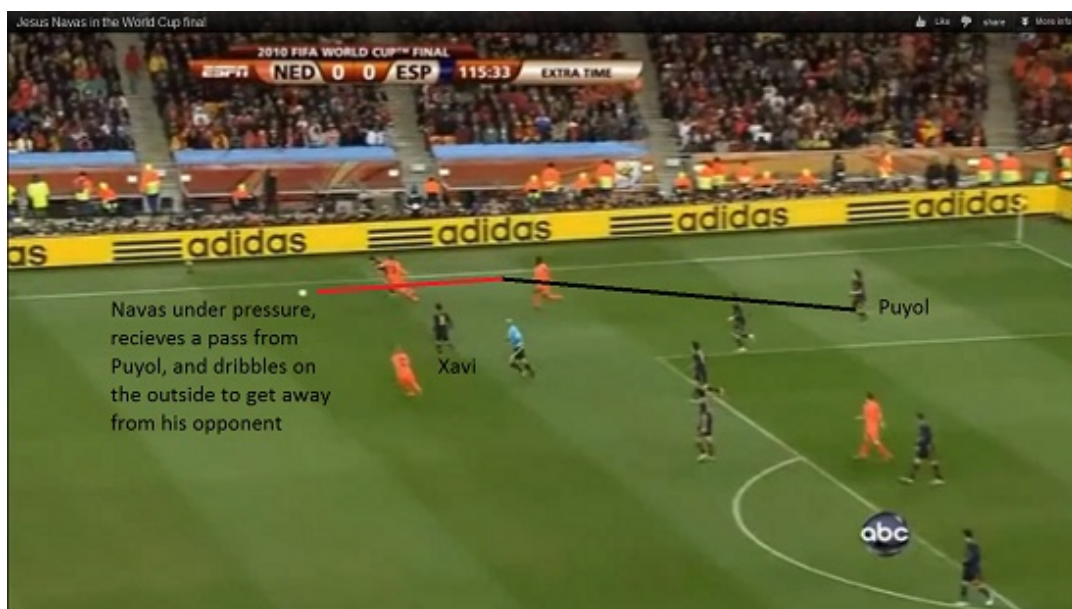 Jesus Navas in the World Cup final
Like share More info
2010 FIFA WORLD CUP™ FINAL
ESPN NED 0 0 ESP 115:33 EXTRA TIME
as adidas adidas adidas adidas
Navas under pressure,
recieves a pass from
Puyol, and dribbles on
the outside to get away
from his opponent
Puyol
Xavi
abc